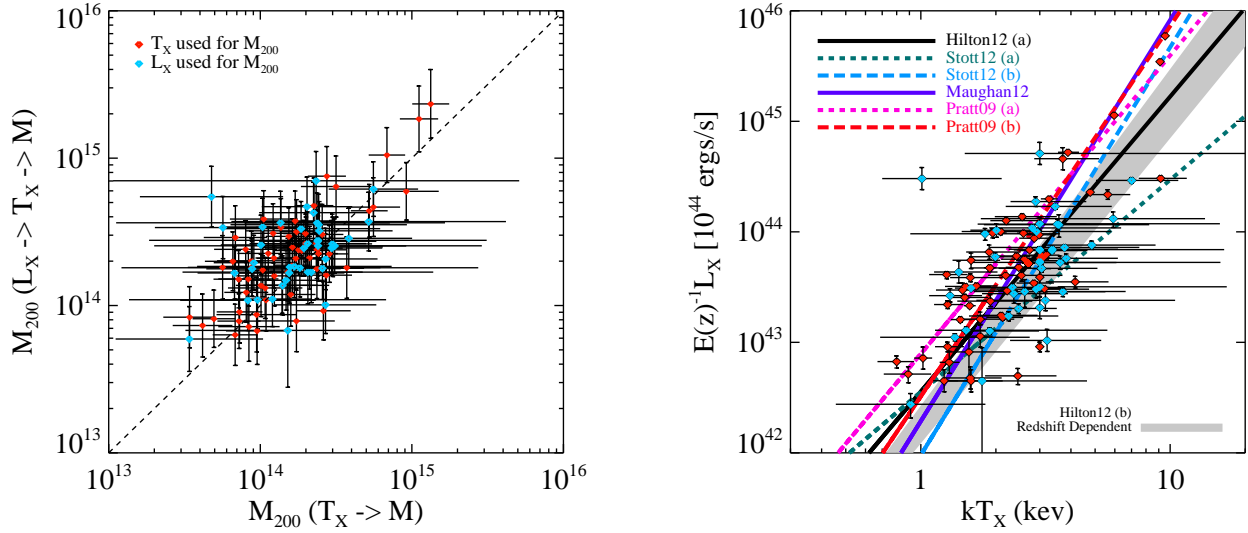 10^16
10^15
10^14
10^13
M_200 (L_X -> T_X -> M)
T_X used for M_200
L_X used for M_200
10^13 10^14 10^15 10^16
M_200 (T_X -> M)
10^46
10^45
10^44
10^43
10^42
E(z)^-1L_X [10^44 ergs/s]
Hilton12 (a)
Stott12 (a)
Stott12 (b)
Maughan12
Pratt09 (a)
Pratt09 (b)
Hilton12 (b)
Redshift Dependent
1 10
kT_X (kev)